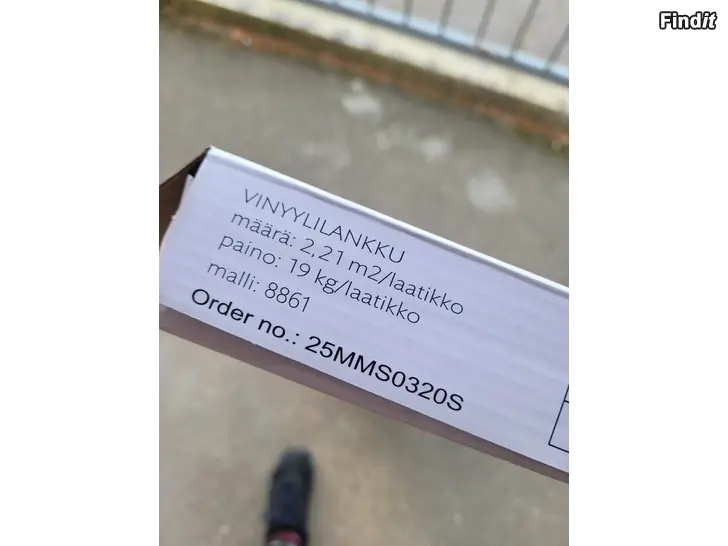 Findit
VINYYLILANKKU
määrä: 2,21 m2/laatikko
paino: 19 kg/laatikko
malli: 8861
Order no.: 25MMS0320S